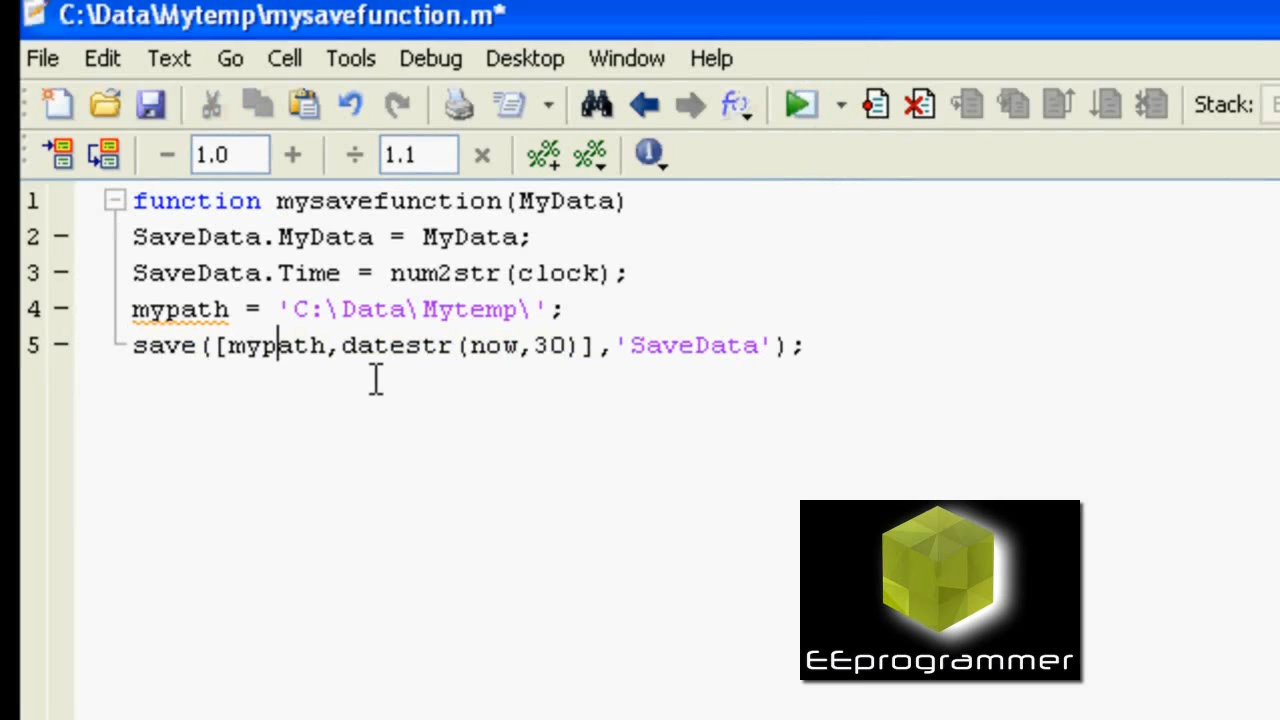 C:\Data\Mytemp\mysavefunction.m*
File Edit Text Go Cell Tools Debug Desktop Window Help
Stack:
1.0 1.1
1 function mysavefunction(MyData)
2 SaveData.MyData = MyData;
3 SaveData.Time = num2str(clock);
4 mypath = 'C:\Data\Mytemp\';
5 save([mypath,datestr(now,30)],'SaveData');
EEprogrammer